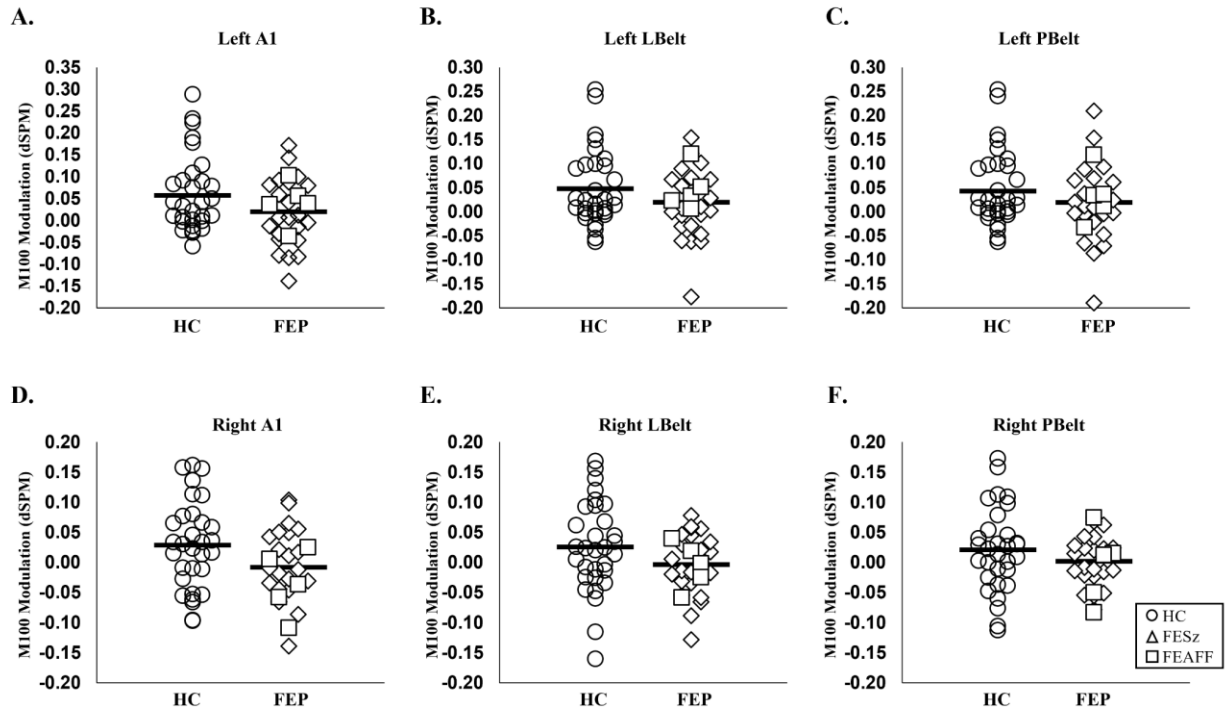 A.
Left A1
M100 Modulation (dSPM)
0.35
0.30
0.25
0.20
0.15
0.10
0.05
0.00
-0.05
-0.10
-0.15
-0.20
HC FEP
B.
Left LBelt
M100 Modulation (dSPM)
0.30
0.25
0.20
0.15
0.10
0.05
0.00
-0.05
-0.10
-0.15
-0.20
HC FEP
C.
Left PBelt
M100 Modulation (dSPM)
0.30
0.25
0.20
0.15
0.10
0.05
0.00
-0.05
-0.10
-0.15
-0.20
HC FEP
D.
Right A1
M100 Modulation (dSPM)
0.20
0.15
0.10
0.05
0.00
-0.05
-0.10
-0.15
-0.20
HC FEP
E.
Right LBelt
M100 Modulation (dSPM)
0.20
0.15
0.10
0.05
0.00
-0.05
-0.10
-0.15
-0.20
HC FEP
F.
Right PBelt
M100 Modulation (dSPM)
0.20
0.15
0.10
0.05
0.00
-0.05
-0.10
-0.15
-0.20
HC FEP
HC
FESz
FEAFF